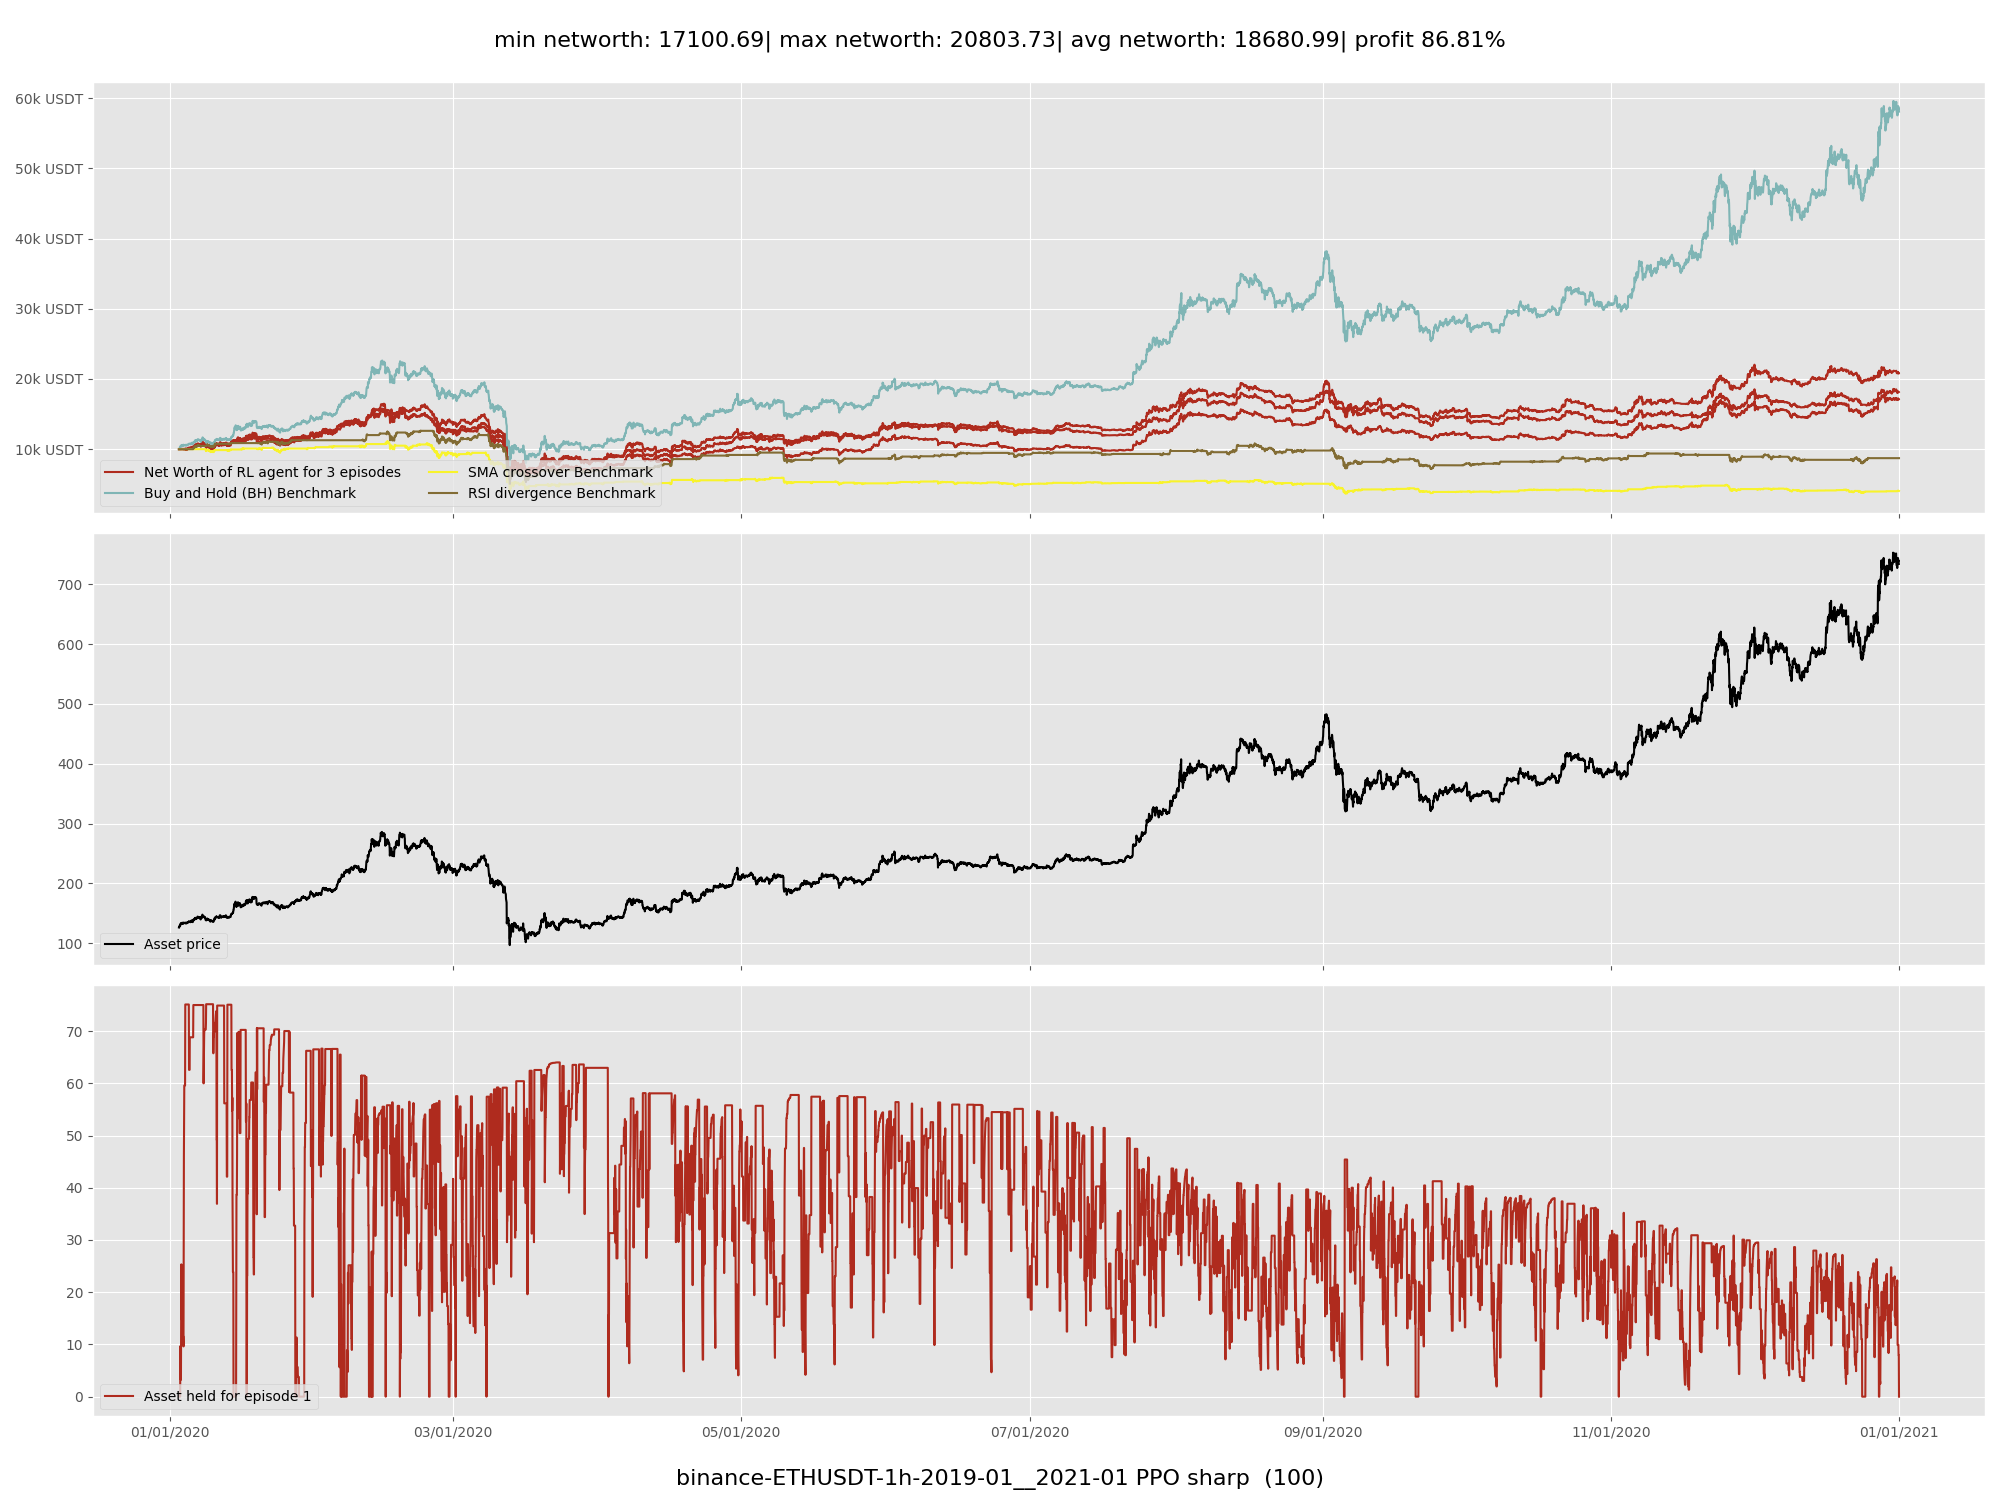 min networth: 17100.69| max networth: 20803.73| avg networth: 18680.99| profit 86.81%
60k USDT
50k USDT
40k USDT
30k USDT
20k USDT
10k USDT
Net Worth of RL agent for 3 episodes
Buy and Hold (BH) Benchmark
SMA crossover Benchmark
RSI divergence Benchmark
700
600
500
400
300
200
100
Asset price
70
60
50
40
30
20
10
0
Asset held for episode 1
01/01/2020
03/01/2020
05/01/2020
07/01/2020
09/01/2020
11/01/2020
01/01/2021
binance-ETHUSDT-1h-2019-01__2021-01 PPO sharp  (100)